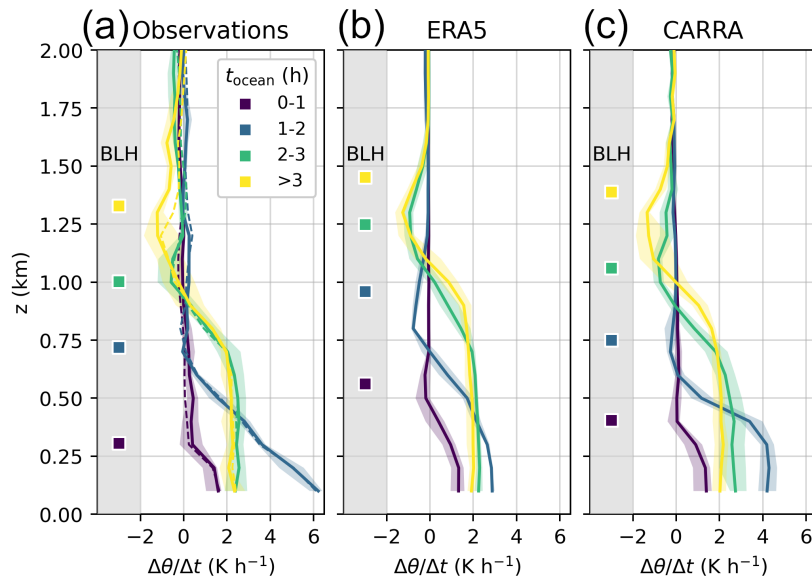 (a) Observations
(b) ERA5
(c) CARRA
2.00
1.75
1.50
1.25
1.00
0.75
0.50
0.25
0.00
z (km)
BLH
t_ocean (h)
0-1
1-2
2-3
>3
BLH
BLH
−2 0 2 4 6
−2 0 2 4 6
−2 0 2 4 6
Δθ/Δt (K h⁻¹)
Δθ/Δt (K h⁻¹)
Δθ/Δt (K h⁻¹)